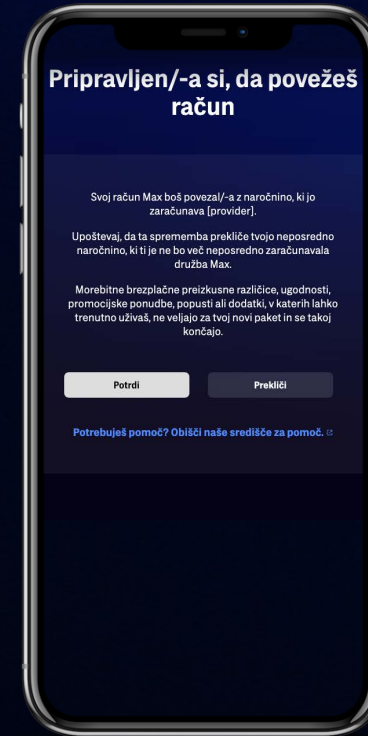 Pripravljen/-a si, da povežeš
račun
Svoj račun Max boš povezal/-a z naročnino, ki jo
zaračunava [provider].
Upoštevaj, da ta sprememba prekliče tvojo neposredno
naročnino, ki ti je ne bo več neposredno zaračunavala
družba Max.
Morebitne brezplačne preizkusne različice, ugodnosti,
promocijske ponudbe, popusti ali dodatki, v katerih lahko
trenutno uživaš, ne veljajo za tvoj novi paket in se takoj
končajo.
Potrdi
Prekliči
Potrebuješ pomoč? Obišči naše središče za pomoč.